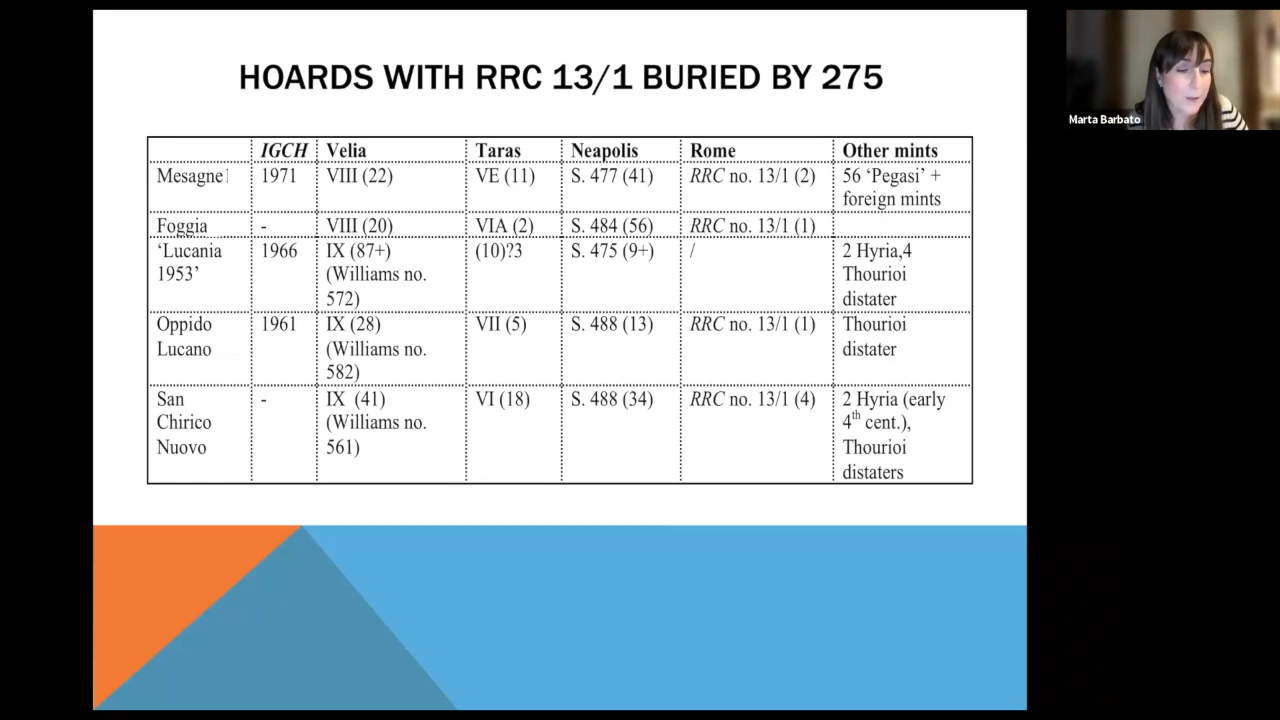 HOARDS WITH RRC 13/1 BURIED BY 275
IGCH Velia Taras Neapolis Rome Other mints
Mesagne 1971 VIII (22) VE (11) S. 477 (41) RRC no. 13/1 (2) 56 ‘Pegasi’ +
foreign mints
Foggia - VIII (20) VIA (2) S. 484 (56) RRC no. 13/1 (1)
‘Lucania 1966 IX (87+) (10)?3 S. 475 (9+) / 2 Hyria,4
1953’ (Williams no. Thourioi
572) distater
Oppido 1961 IX (28) VII (5) S. 488 (13) RRC no. 13/1 (1) Thourioi
Lucano (Williams no. distater
582)
San - IX (41) VI (18) S. 488 (34) RRC no. 13/1 (4) 2 Hyria (early
Chirico (Williams no. 4th cent.),
Nuovo 561) Thourioi
distaters
Marta Barbato